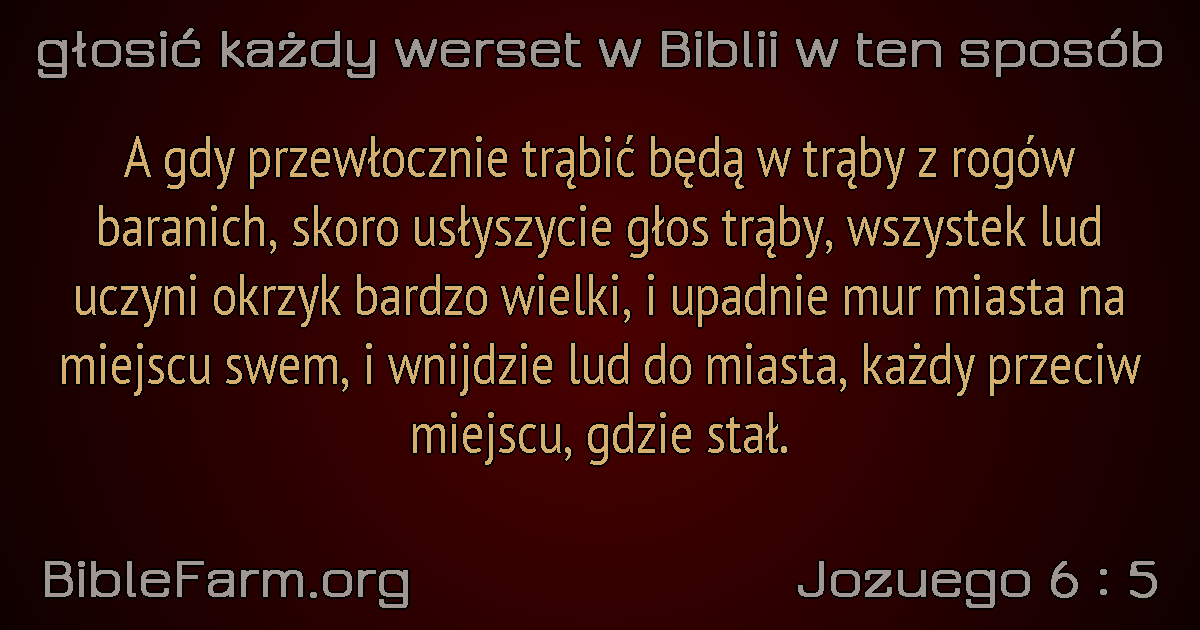 głosić każdy werset w Biblii w ten sposób
A gdy przewłocznie trąbić będą w trąby z rogów
baranich, skoro usłyszycie głos trąby, wszystek lud
uczyni okrzyk bardzo wielki, i upadnie mur miasta na
miejscu swem, i wnijdzie lud do miasta, każdy przeciw
miejscu, gdzie stał.
BibleFarm.org
Jozuego 6 : 5